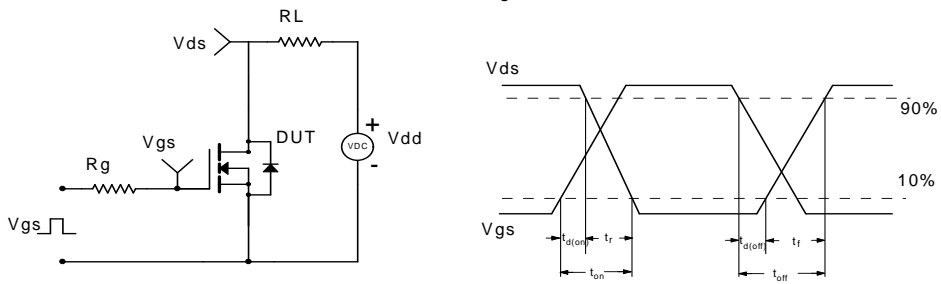 g
RL
Vds
DUT
+
VDC
Vdd
-
Vgs
Rg
Vgs
Vds
90%
10%
Vgs
td(on)
tr
ton
td(off)
tf
toff